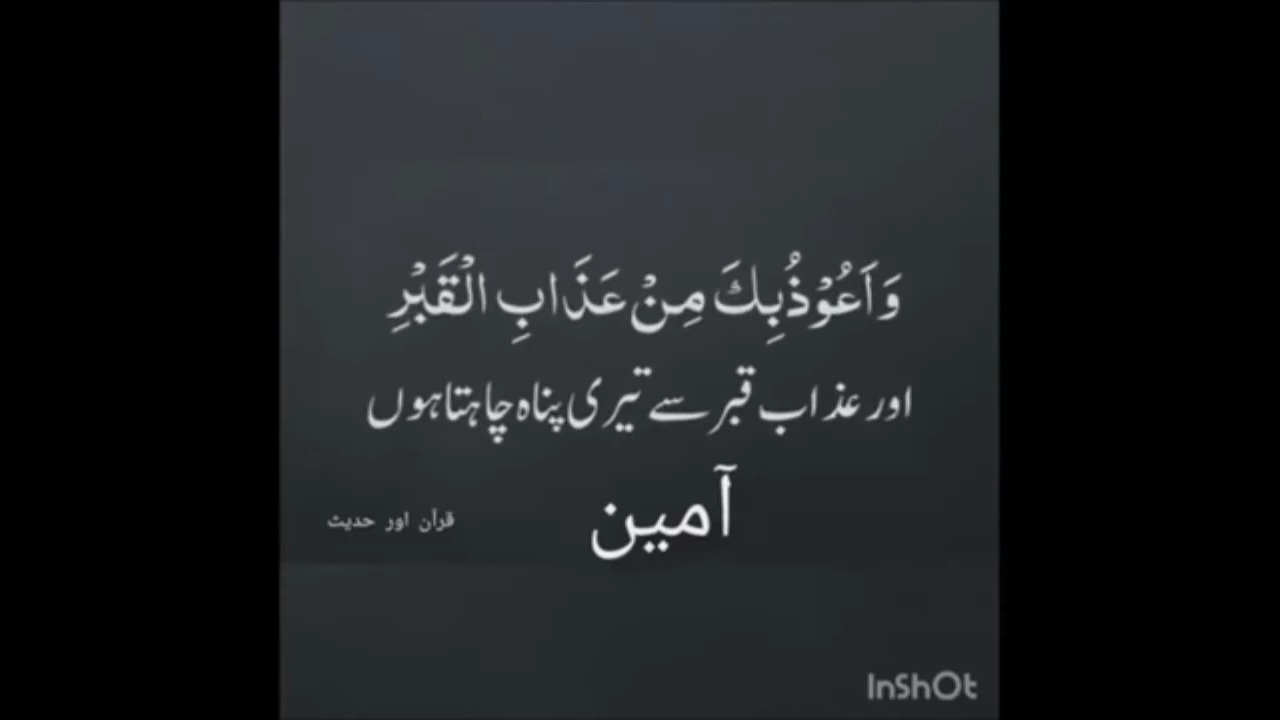 وَاَعُوْذُبِكَ مِنْ عَذَابِ الْقَبْرِ
اور عذاب قبر سے تیری پناہ چاہتا ہوں
آمین
قرآن اور حدیث
InShOt